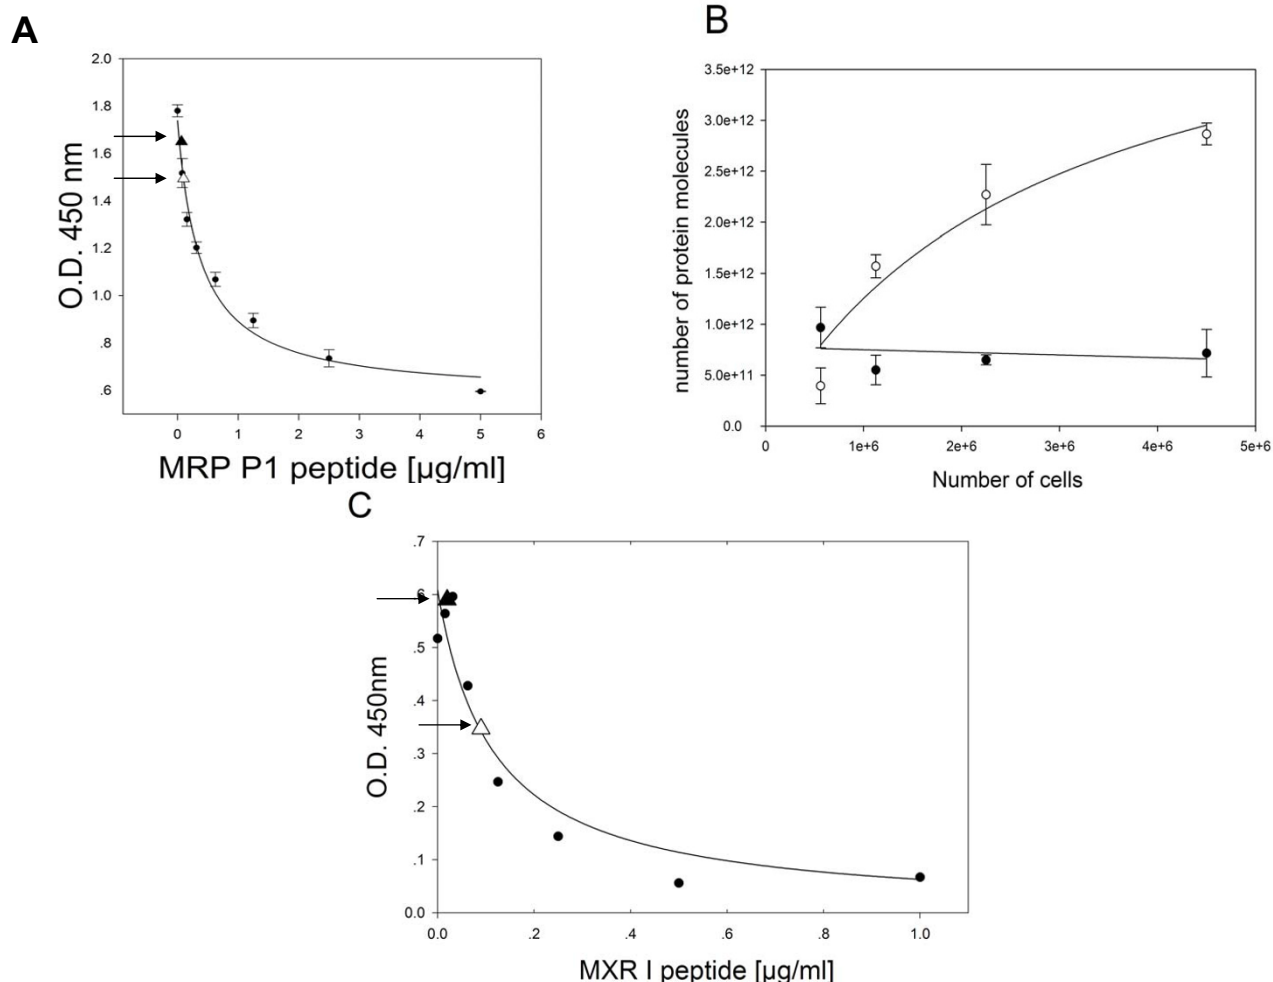 A
2.0
1.8
1.6
1.4
1.2
1.0
.8
.6
0 1 2 3 4 5 6
O.D. 450 nm
MRP P1 peptide [µg/ml]
B
3.5e+12
3.0e+12
2.5e+12
2.0e+12
1.5e+12
1.0e+12
5.0e+11
0.0
0 1e+6 2e+6 3e+6 4e+6 5e+6
number of protein molecules
Number of cells
C
.7
.6
.5
.4
.3
.2
.1
0.0
0.0 .2 .4 .6 .8 1.0
O.D. 450nm
MXR I peptide [µg/ml]